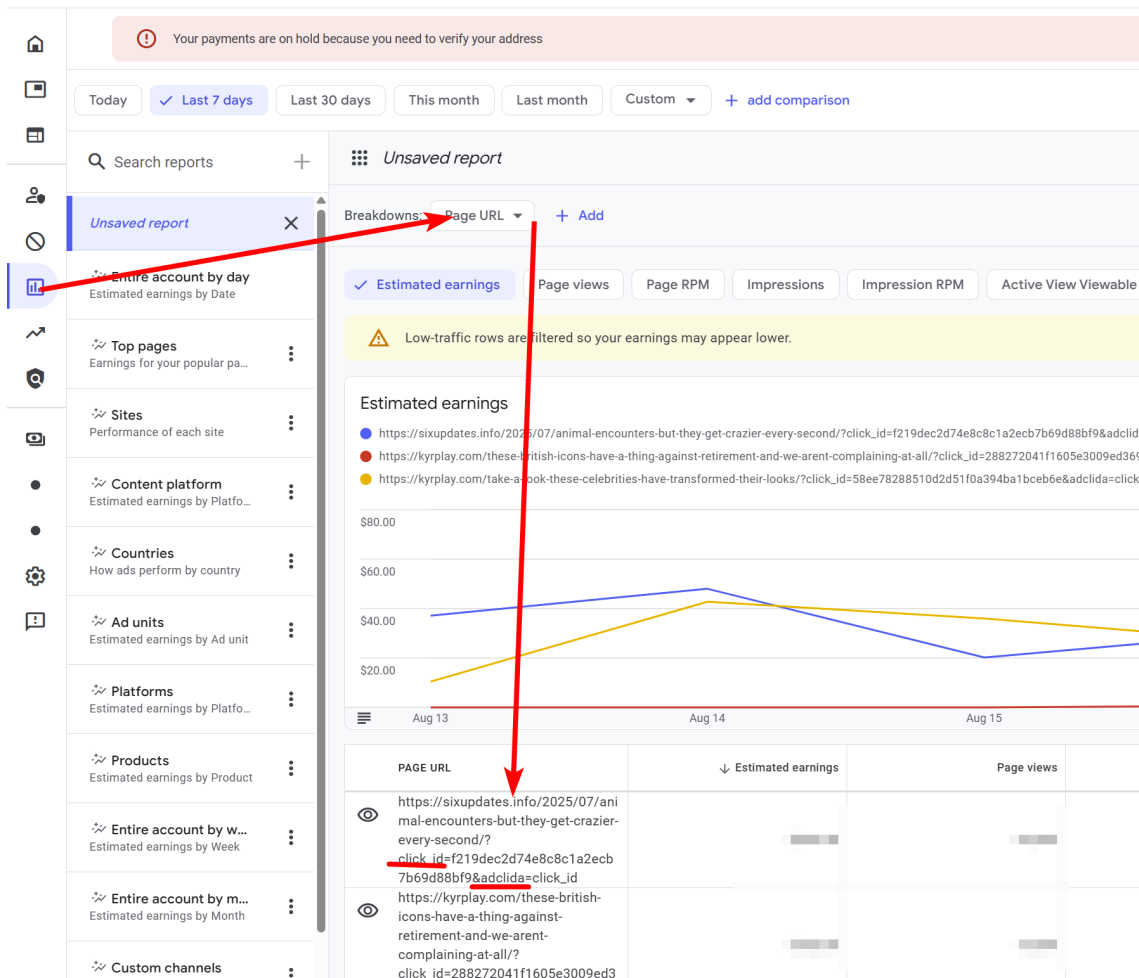 Your payments are on hold because you need to verify your address
Today
Last 7 days
Last 30 days
This month
Last month
Custom
add comparison
Search reports
Unsaved report
Entire account by day
Estimated earnings by Date
Top pages
Earnings for your popular pa...
Sites
Performance of each site
Content platform
Estimated earnings by Platfo...
Countries
How ads perform by country
Ad units
Estimated earnings by Ad unit
Platforms
Estimated earnings by Platfo...
Products
Estimated earnings by Product
Entire account by w...
Estimated earnings by Week
Entire account by m...
Estimated earnings by Month
Custom channels
Unsaved report
Breakdowns:
Page URL
Add
Estimated earnings
Page views
Page RPM
Impressions
Impression RPM
Active View Viewable
Low-traffic rows are filtered so your earnings may appear lower.
Estimated earnings
https://sixupdates.info/2025/07/animal-encounters-but-they-get-crazier-every-second/?click_id=f219dec2d74e8c8c1a2ecb7b69d88bf9&adclid
https://kyrplay.com/these-british-icons-have-a-thing-against-retirement-and-we-arent-complaining-at-all/?click_id=288272041f1605e3009ed369
https://kyrplay.com/take-a-look-these-celebrities-have-transformed-their-looks/?click_id=58ee78288510d2d51f0a394ba1bceb6e&adclida=click
$80.00
$60.00
$40.00
$20.00
Aug 13
Aug 14
Aug 15
PAGE URL
Estimated earnings
Page views
https://sixupdates.info/2025/07/ani
mal-encounters-but-they-get-crazier-
every-second/?
click_id=f219dec2d74e8c8c1a2ecb
7b69d88bf9&adclida=click_id
https://kyrplay.com/these-british-
icons-have-a-thing-against-
retirement-and-we-arent-
complaining-at-all/?
click_id=288272041f1605e3009ed3